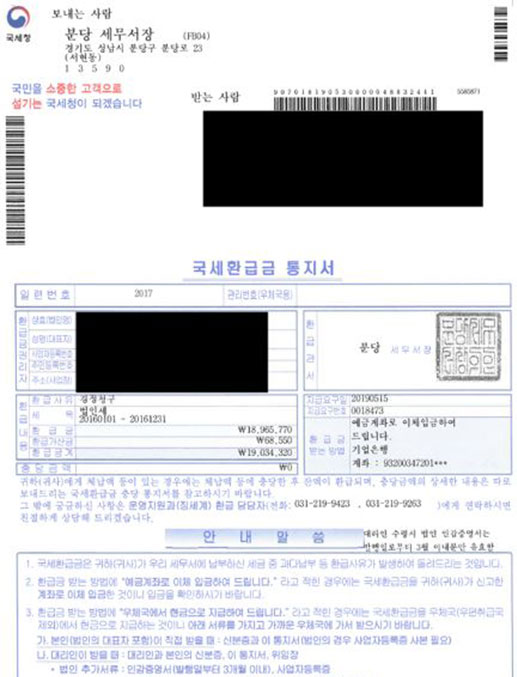 보내는 사람
분당 세무서장 (FB04)
경기도 성남시 분당구 분당로 23
(서현동)
1 3 5 9 0
국세청
국민을 소중한 고객으로
섬기는 국세청이 되겠습니다
받는 사람
907018190530000048832441
5585871
국세환급금 통지서
일 련 번 호 2017 관리번호(우체국용)
환급금권리자
상호(법인명)
성명(대표자)
사업자등록번호
주민등록번호
주소(사업장)
환급관서
분당 세무서장
환급내용
환 급 사 유 경정청구
세 목 법인세
20160101 - 20161231
환 급 금 ₩18,965,770
환급가산금 ₩68,550
환급금계 ₩19,034,320
충 당 금 액 ₩0
지급요구일 20190515
지급요구번호 0018473
환 급 금
받는 방법
예금계좌로 이체입금하여
드립니다.
기업은행
계좌 : 93200347201***
귀하(귀사)에게 체납액 등이 있는 경우에는 체납액 등에 충당한 후 잔액이 환급되며, 충당금액의 상세한 내용은 따로
보내드리는 국세환급금 충당 통지서를 참고하시기 바랍니다.
그 밖에 궁금하신 사항은 운영지원과(징세계) 환급 담당자(전화: 031-219-9423 , 031-219-9263 )에게 연락하시면
친절하게 상담해 드리겠습니다.
안 내 말 씀
대리인 수령시 법인 인감증명서는
발행일로부터 3월 이내분만 유효함
1. 국세환급금은 귀하(귀사)가 우리 세무서에 납부하신 세금 중 과다납부 등 환급사유가 발생하여 돌려드리는 것입니다.
2. 환급금 받는 방법에 "예금계좌로 이체 입금하여 드립니다." 라고 적힌 경우에는 국세환급금을 귀하(귀사)가 신고한
계좌로 이체 입금한 것이니 입금을 확인하시기 바랍니다.
3. 환급금 받는 방법에 "우체국에서 현금으로 지급하여 드립니다." 라고 적힌 경우에는 국세환급금을 우체국(우편취급국
제외)에서 현금으로 지급하는 것이니 아래 서류를 가지고 가까운 우체국에 가서 받으시기 바랍니다.
가. 본인(법인의 대표자 포함)이 직접 받을 때 : 신분증과 이 통지서(법인의 경우 사업자등록증 사본 필요)
나. 대리인이 받을 때 : 대리인과 본인의 신분증, 이 통지서, 위임장
• 법인 추가서류 : 인감증명서(발행일부터 3개월 이내), 사업자등록증